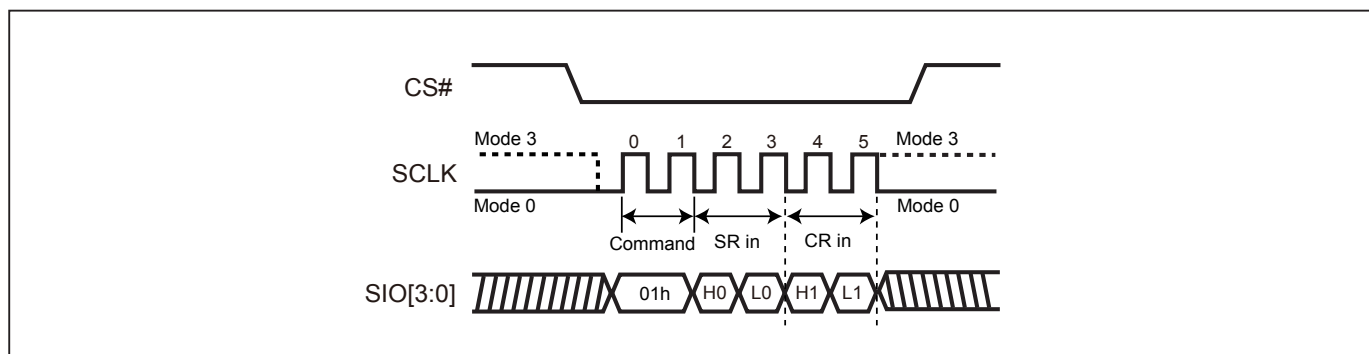 CS#
Mode 3
0 1 2 3 4 5
Mode 3
SCLK
Mode 0
Mode 0
Command
SR in
CR in
SIO[3:0]
01h
H0
L0
H1
L1